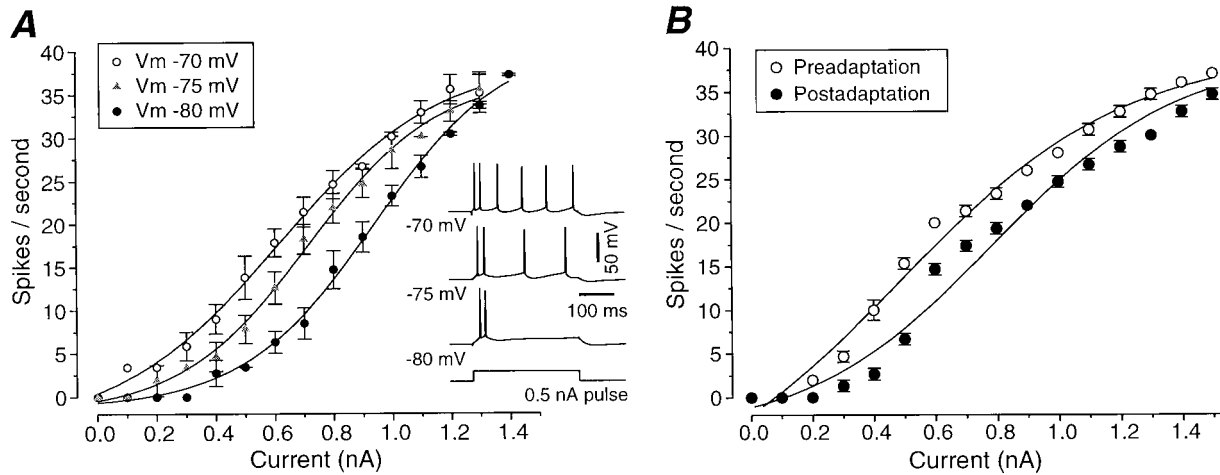 A
Vm -70 mV
Vm -75 mV
Vm -80 mV
Spikes / second
40
35
30
25
20
15
10
5
0
0.0 0.2 0.4 0.6 0.8 1.0 1.2 1.4
Current (nA)
-70 mV
-75 mV
-80 mV
50 mV
100 ms
0.5 nA pulse
B
Preadaptation
Postadaptation
Spikes / second
40
35
30
25
20
15
10
5
0
0.0 0.2 0.4 0.6 0.8 1.0 1.2 1.4
Current (nA)